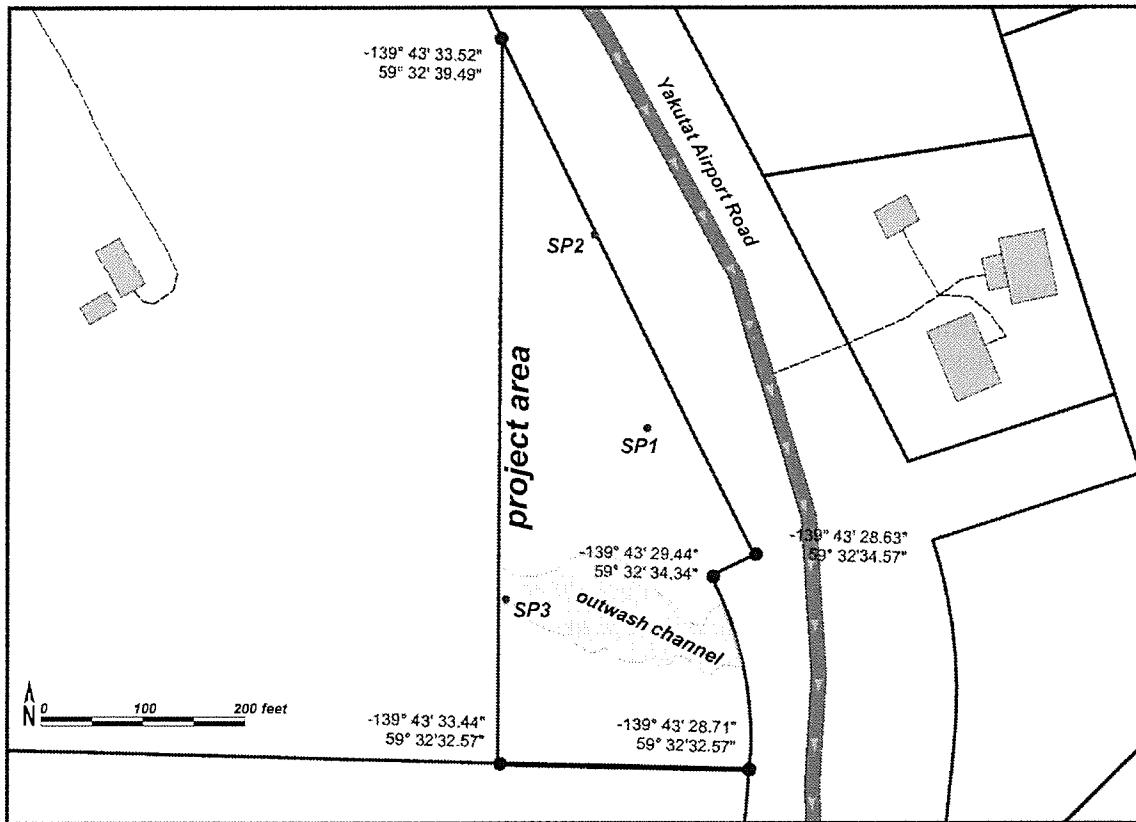 -139° 43' 33.52"
59° 32' 39.49"
Yakutat Airport Road
SP2
project area
SP1
-139° 43' 28.63"
59° 32'34.57"
-139° 43' 29.44"
59° 32' 34.34"
SP3
outwash channel
N
0 100 200 feet
-139° 43' 33.44"
59° 32'32.57"
-139° 43' 28.71"
59° 32'32.57"